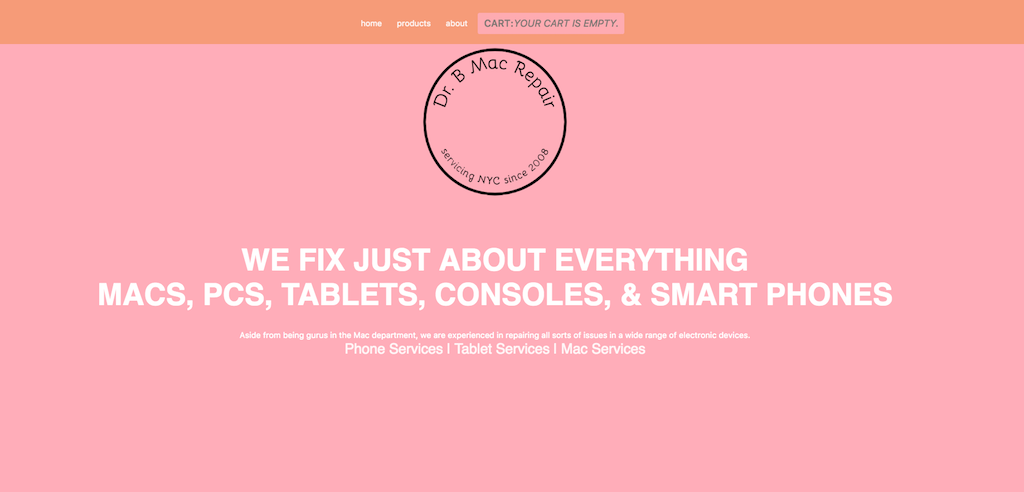 home products about CART:YOUR CART IS EMPTY.
Dr. B Mac Repair
servicing NYC since 2008
WE FIX JUST ABOUT EVERYTHING
MACS, PCS, TABLETS, CONSOLES, & SMART PHONES
Aside from being gurus in the Mac department, we are experienced in repairing all sorts of issues in a wide range of electronic devices.
Phone Services | Tablet Services | Mac Services